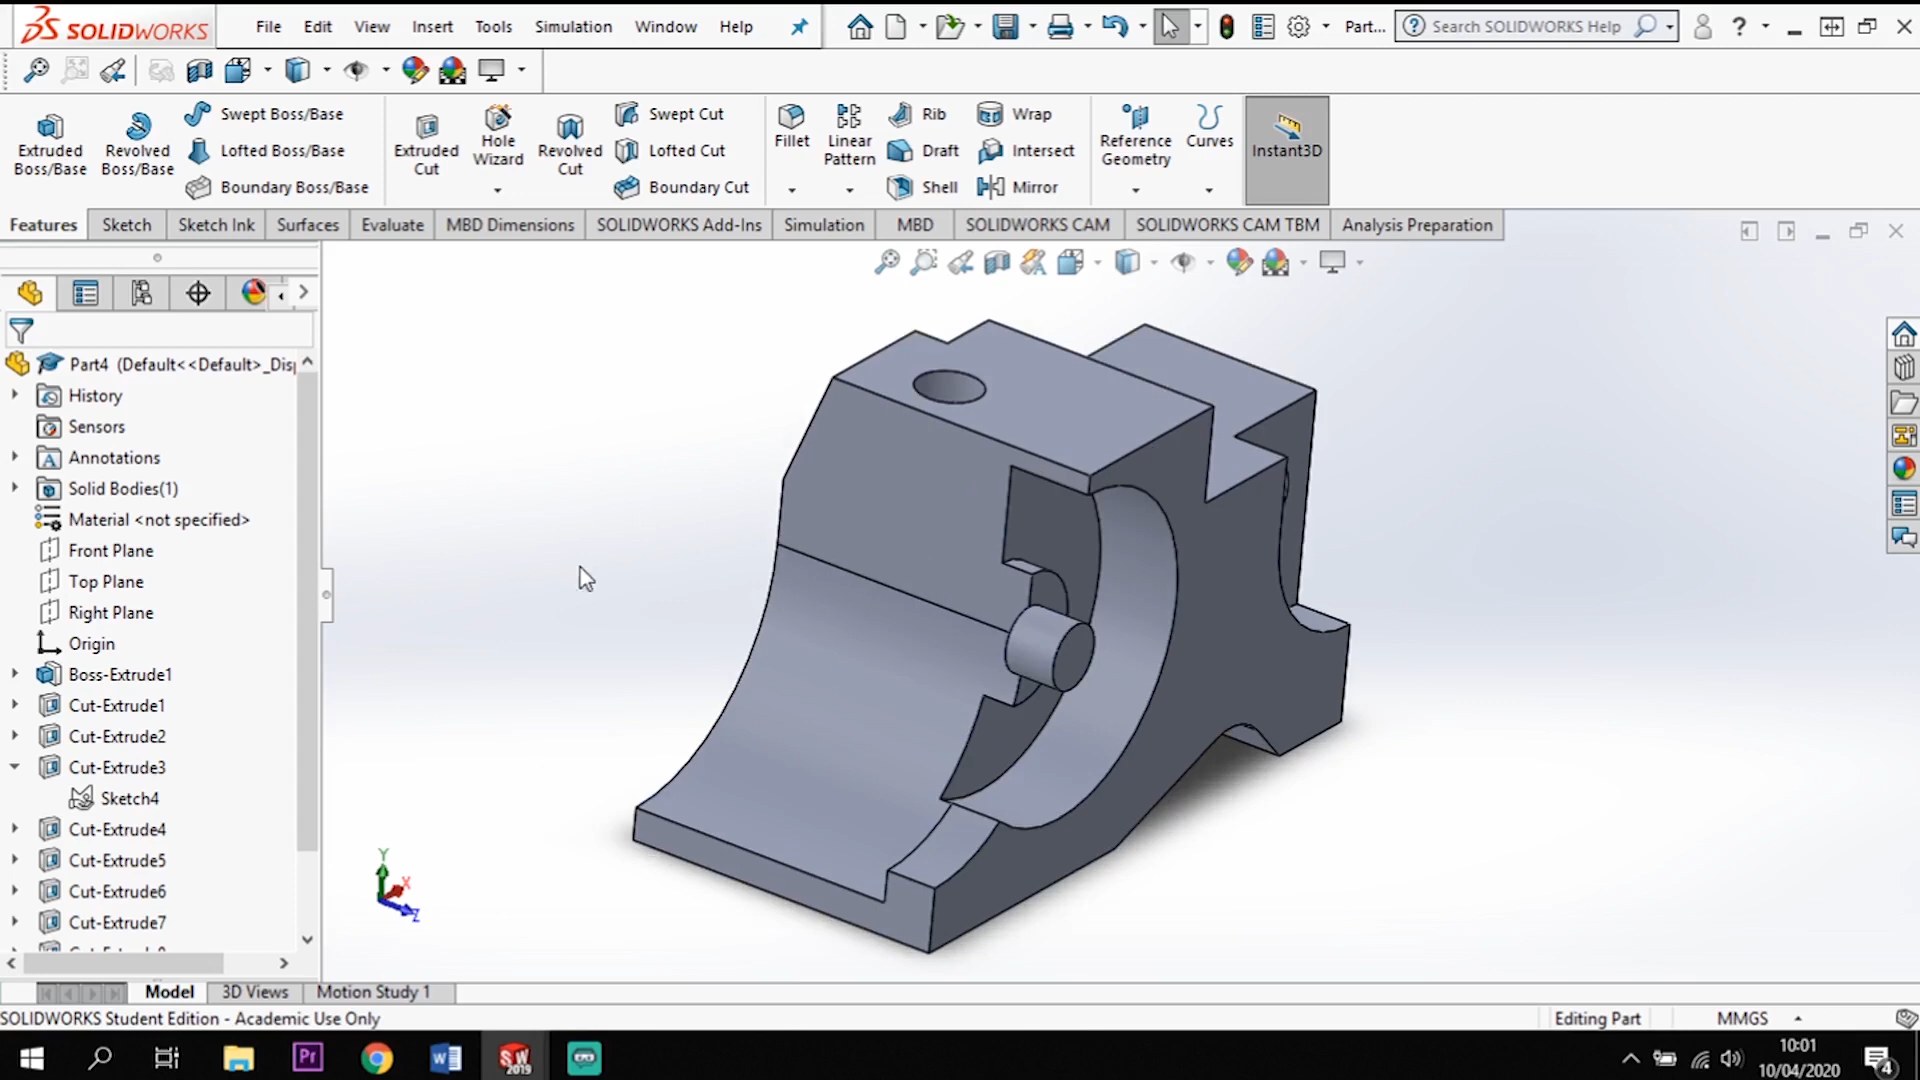 SOLIDWORKS File Edit View Insert Tools Simulation Window Help Part... Search SOLIDWORKS Help ?
Extruded Boss/Base
Revolved Boss/Base
Swept Boss/Base
Lofted Boss/Base
Boundary Boss/Base
Extruded Cut
Hole Wizard
Revolved Cut
Swept Cut
Lofted Cut
Boundary Cut
Fillet
Linear Pattern
Rib
Draft
Shell
Wrap
Intersect
Mirror
Reference Geometry
Curves
Instant3D
Features Sketch Sketch Ink Surfaces Evaluate MBD Dimensions SOLIDWORKS Add-Ins Simulation MBD SOLIDWORKS CAM SOLIDWORKS CAM TBM Analysis Preparation
Part4 (Default<<Default>_Dis
History
Sensors
Annotations
Solid Bodies(1)
Material <not specified>
Front Plane
Top Plane
Right Plane
Origin
Boss-Extrude1
Cut-Extrude1
Cut-Extrude2
Cut-Extrude3
Sketch4
Cut-Extrude4
Cut-Extrude5
Cut-Extrude6
Cut-Extrude7
Y
X
Z
Model 3D Views Motion Study 1
SOLIDWORKS Student Edition - Academic Use Only Editing Part MMGS
Pr W SW 2019 10:01
10/04/2020 4